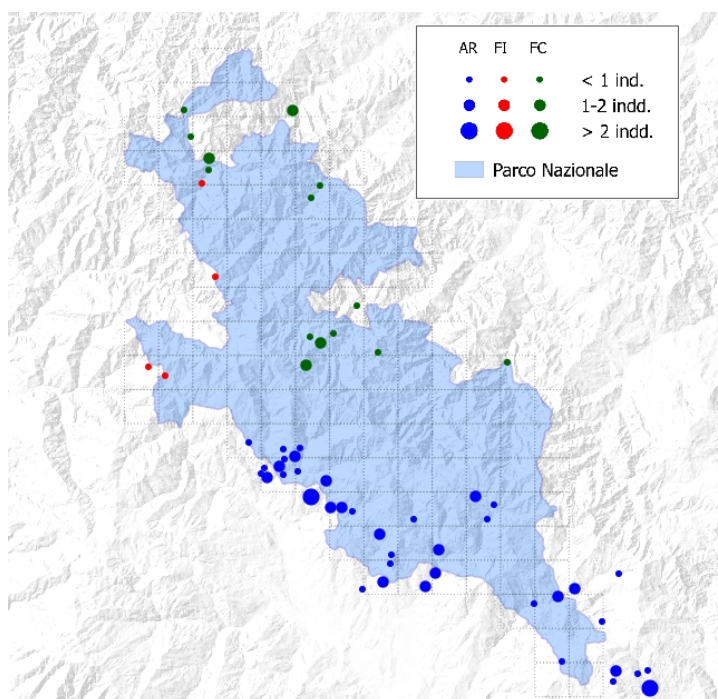 AR FI FC
< 1 ind.
1-2 indd.
> 2 indd.
Parco Nazionale